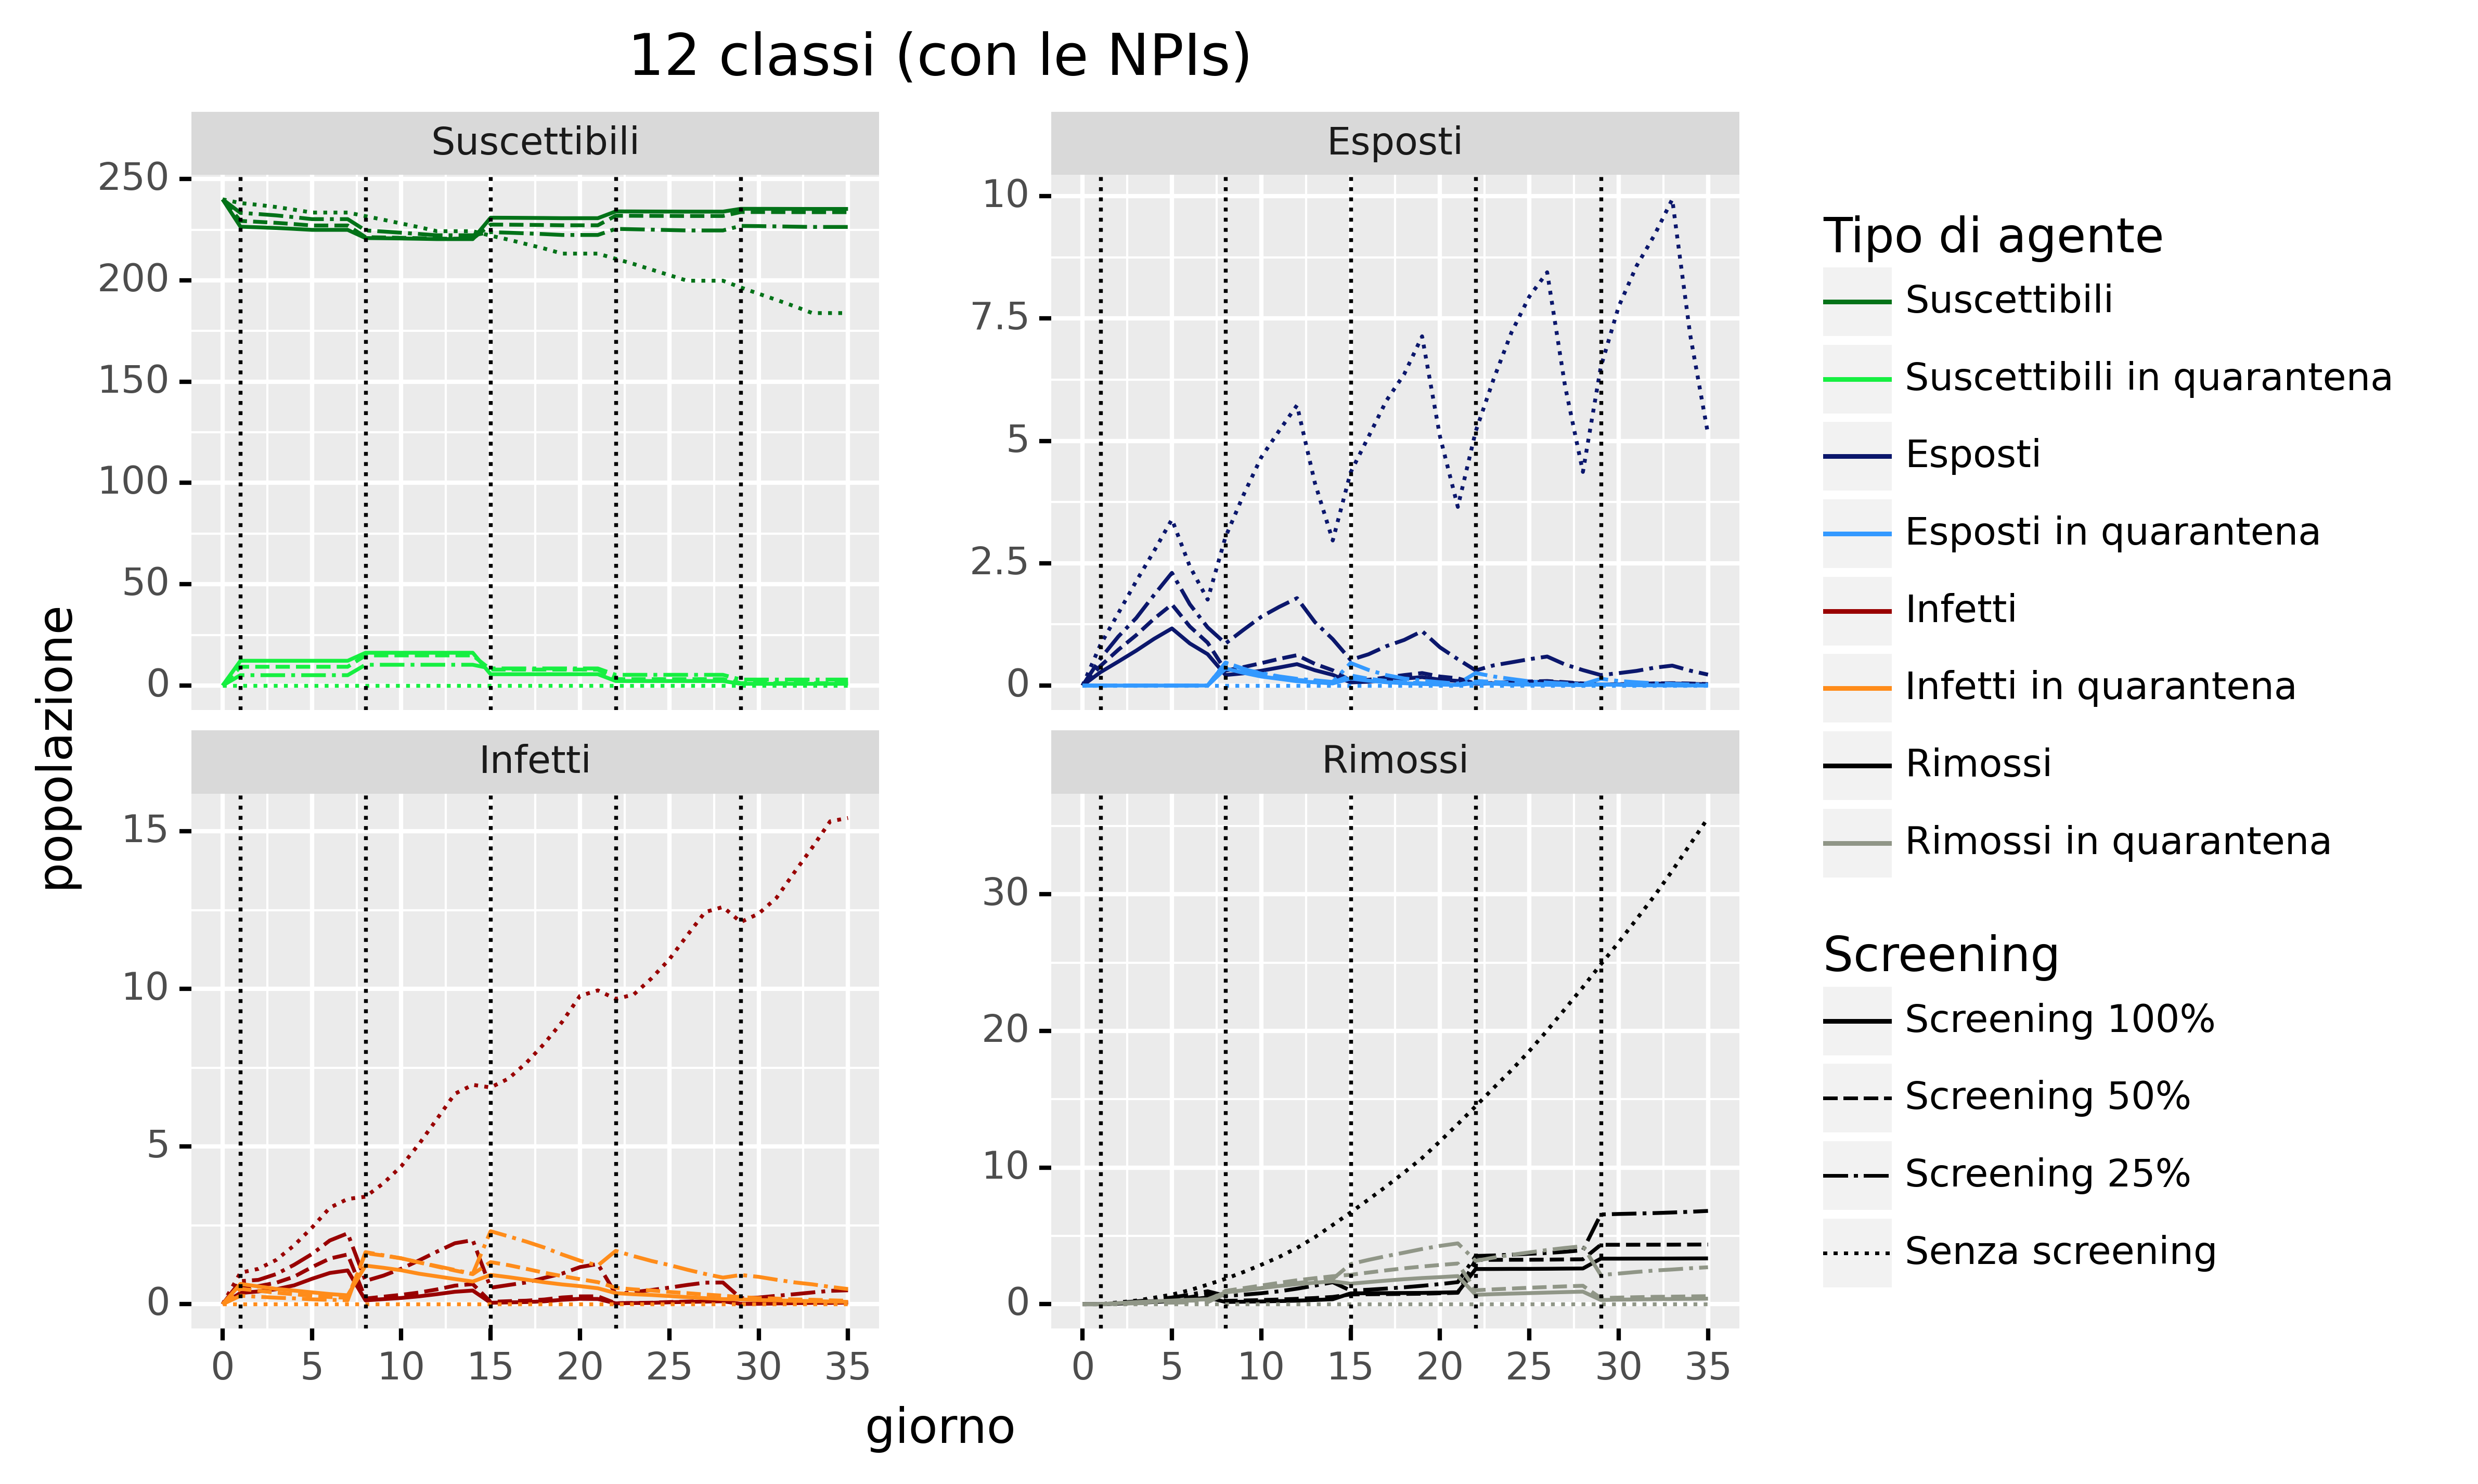 12 classi (con le NPIs)
Suscettibili
250
200
150
100
50
0
Esposti
10
7.5
5
2.5
0
popolazione
Infetti
15
10
5
0
0 5 10 15 20 25 30 35
Rimossi
30
20
10
0
0 5 10 15 20 25 30 35
giorno
Tipo di agente
Suscettibili
Suscettibili in quarantena
Esposti
Esposti in quarantena
Infetti
Infetti in quarantena
Rimossi
Rimossi in quarantena
Screening
Screening 100%
Screening 50%
Screening 25%
Senza screening